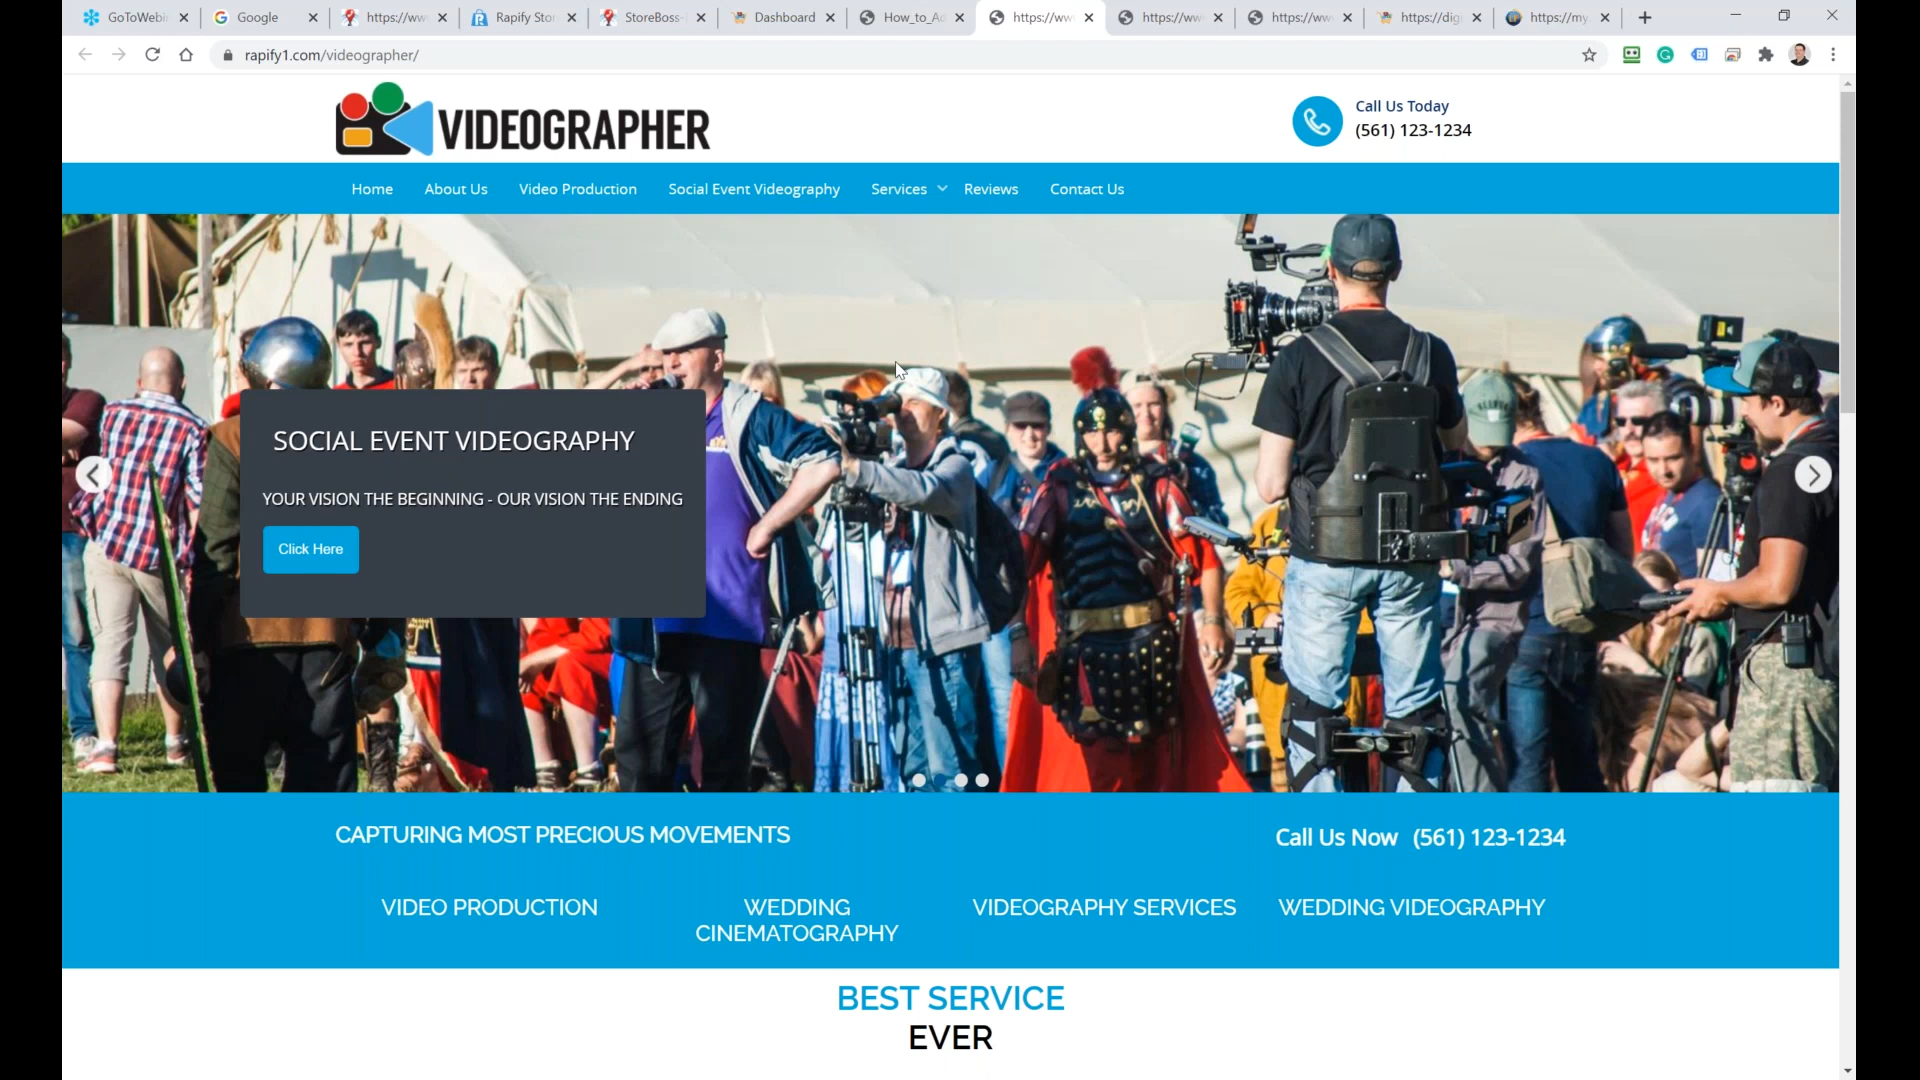 GoToWebi
Google
https://ww
Rapify Sto
StoreBoss
Dashboard
How_to_A
https://ww
https://ww
https://ww
https://dig
https://my
rapify1.com/videographer/
VIDEOGRAPHER
Call Us Today
(561) 123-1234
Home
About Us
Video Production
Social Event Videography
Services
Reviews
Contact Us
SOCIAL EVENT VIDEOGRAPHY
YOUR VISION THE BEGINNING - OUR VISION THE ENDING
Click Here
CAPTURING MOST PRECIOUS MOVEMENTS
Call Us Now (561) 123-1234
VIDEO PRODUCTION
WEDDING
CINEMATOGRAPHY
VIDEOGRAPHY SERVICES
WEDDING VIDEOGRAPHY
BEST SERVICE
EVER